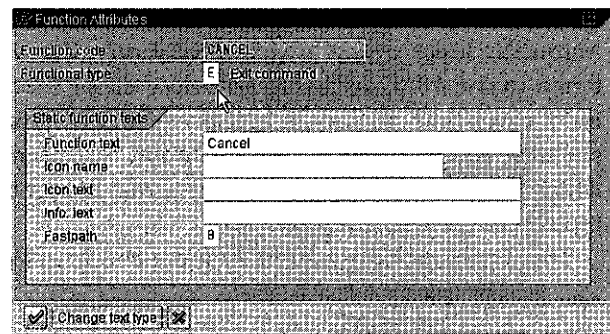 Function Attributes
Function code CANCEL
Functional type E Exit command
Static function texts
Function text Cancel
Icon name
Icon text
Info. text
Fastpath
Change text type